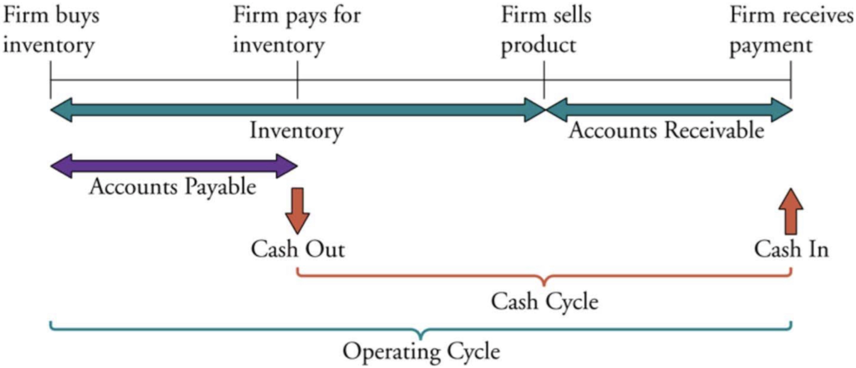 Firm buys
inventory
Firm pays for
inventory
Firm sells
product
Firm receives
payment
Inventory
Accounts Receivable
Accounts Payable
Cash Out
Cash In
Cash Cycle
Operating Cycle